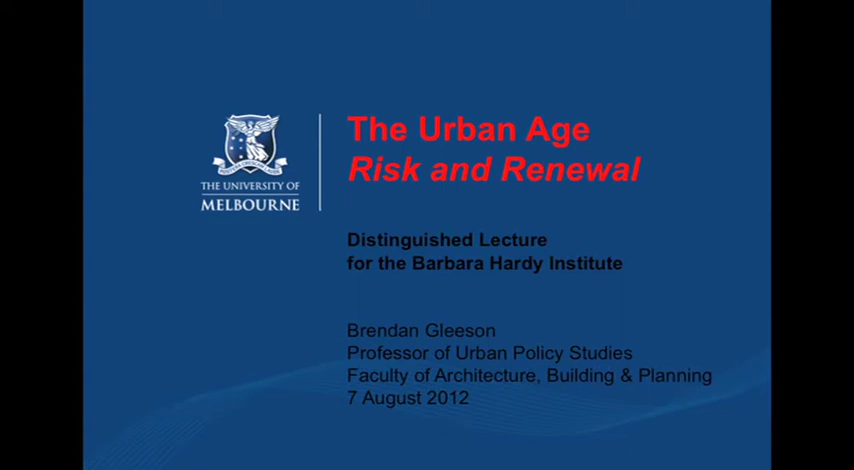 The Urban Age
Risk and Renewal
THE UNIVERSITY OF
MELBOURNE
Distinguished Lecture
for the Barbara Hardy Institute
Brendan Gleeson
Professor of Urban Policy Studies
Faculty of Architecture, Building & Planning
7 August 2012